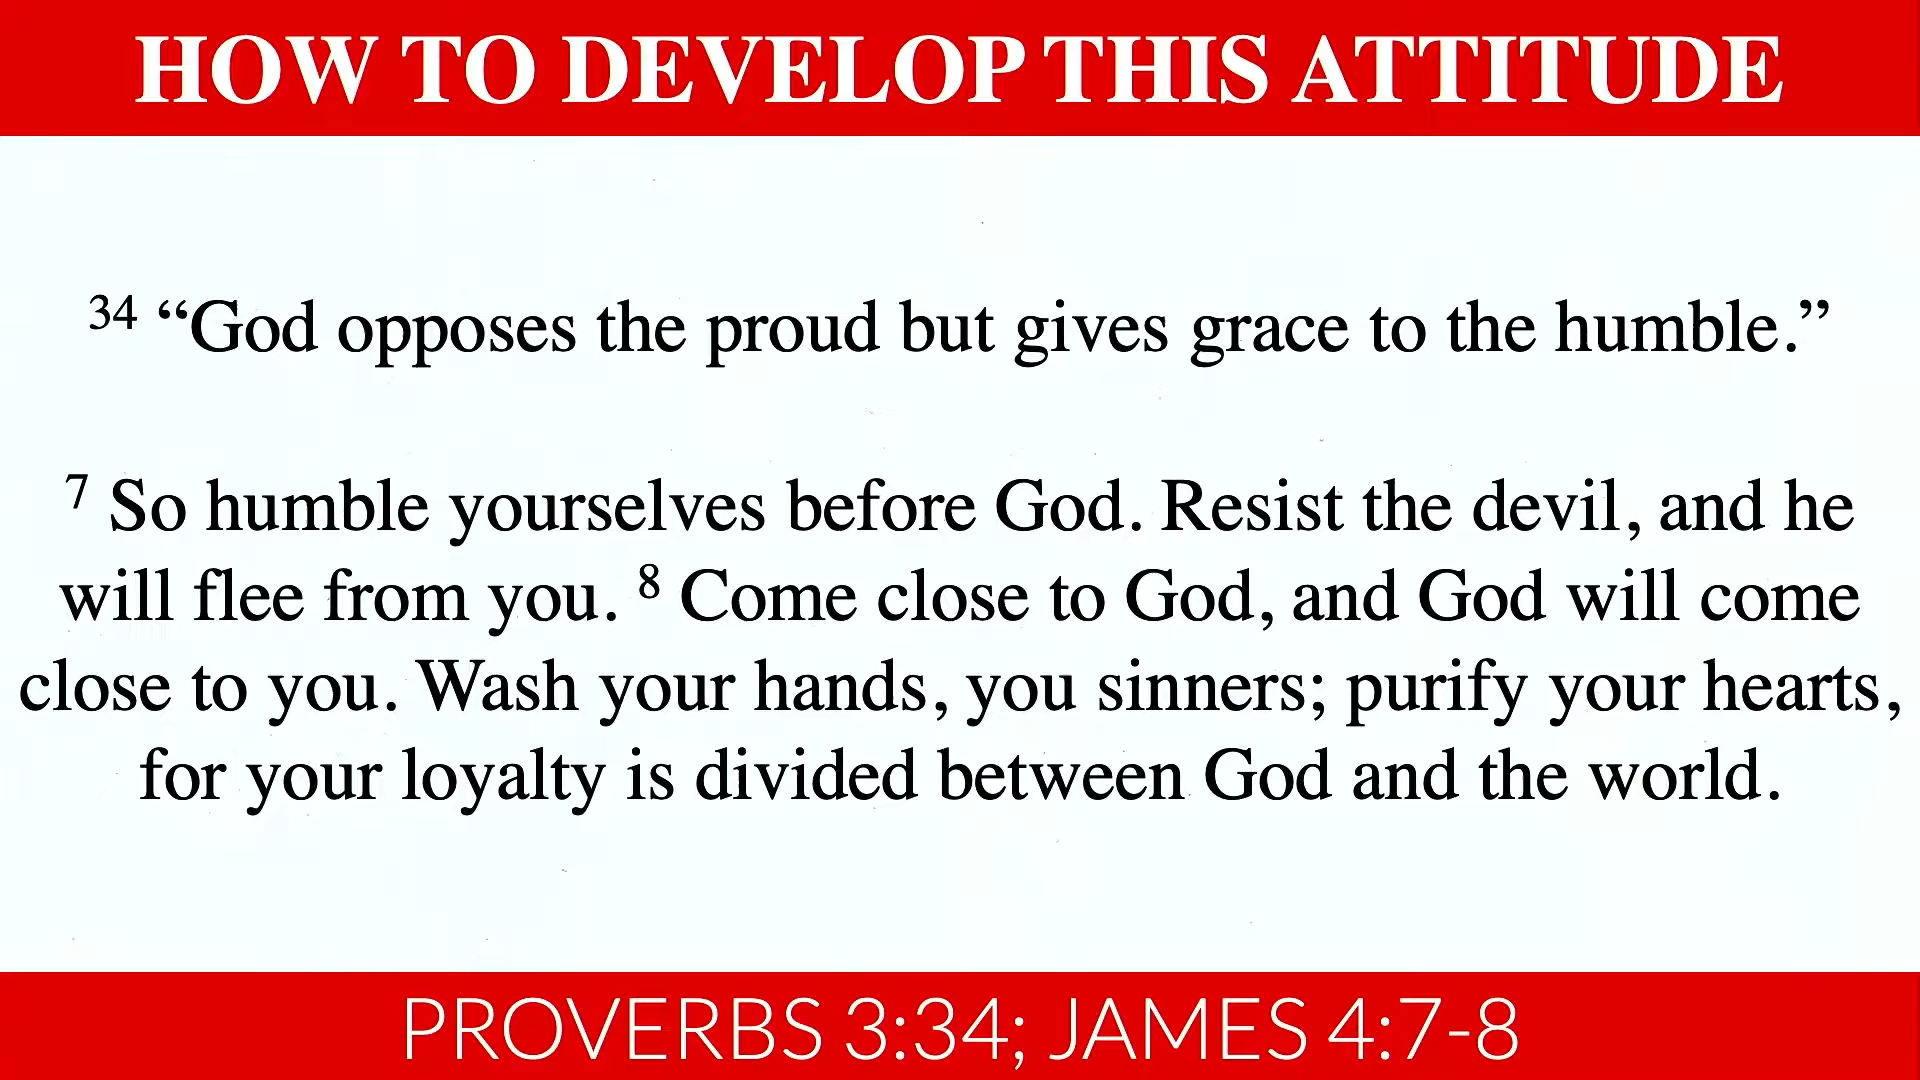 HOW TO DEVELOP THIS ATTITUDE
34 “God opposes the proud but gives grace to the humble.”
7 So humble yourselves before God. Resist the devil, and he
will flee from you. 8 Come close to God, and God will come
close to you. Wash your hands, you sinners; purify your hearts,
for your loyalty is divided between God and the world.
PROVERBS 3:34; JAMES 4:7-8